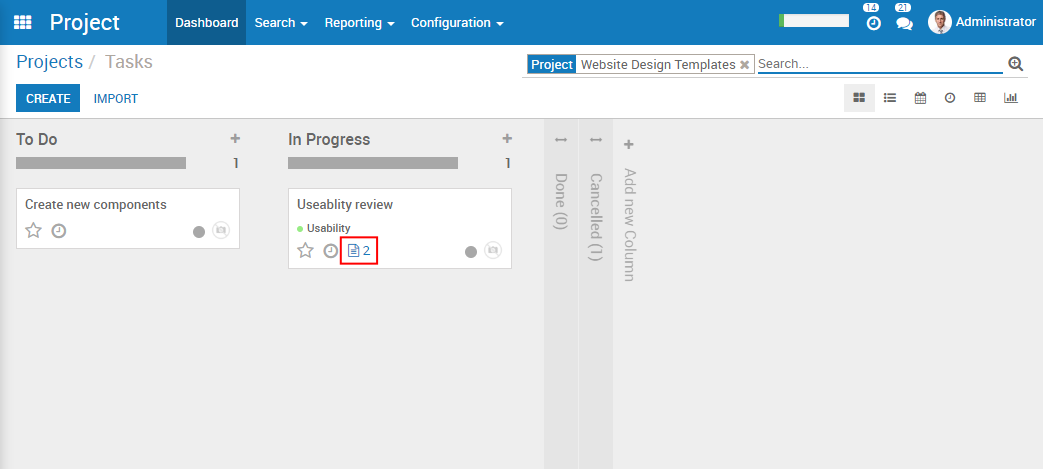 Project Dashboard Search Reporting Configuration 14 21 Administrator
Projects / Tasks
Project Website Design Templates Search...
CREATE IMPORT
To Do
1
Create new components
In Progress
1
Useablity review
Usability
2
Done (0)
Cancelled (1)
Add new Column